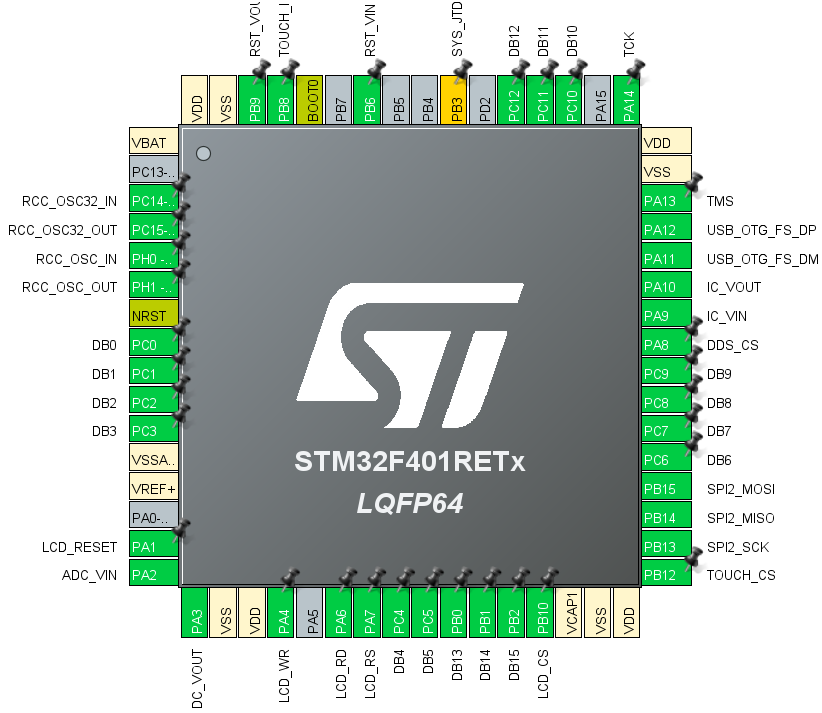 RST_VOU
TOUCH_I
RST_VIN
SYS_JTD
DB12
DB11
DB10
TCK
VDD
VSS
PB9
PB8
BOOT0
PB7
PB6
PB5
PB4
PB3
PD2
PC12
PC11
PC10
PA15
PA14
VBAT
PC13-..
RCC_OSC32_IN PC14-..
RCC_OSC32_OUT PC15-..
RCC_OSC_IN PH0 -..
RCC_OSC_OUT PH1 -..
NRST
DB0 PC0
DB1 PC1
DB2 PC2
DB3 PC3
VSSA..
VREF+
PA0-..
LCD_RESET PA1
ADC_VIN PA2
STM32F401RETx
LQFP64
VDD
VSS
PA13 TMS
PA12 USB_OTG_FS_DP
PA11 USB_OTG_FS_DM
PA10 IC_VOUT
PA9 IC_VIN
PA8 DDS_CS
PC9 DB9
PC8 DB8
PC7 DB7
PC6 DB6
PB15 SPI2_MOSI
PB14 SPI2_MISO
PB13 SPI2_SCK
PB12 TOUCH_CS
PA3
VSS
VDD
PA4
PA5
PA6
PA7
PC4
PC5
PB0
PB1
PB2
PB10
VCAP1
VSS
VDD
DC_VOUT
LCD_WR
LCD_RD
LCD_RS
DB4
DB5
DB13
DB14
DB15
LCD_CS